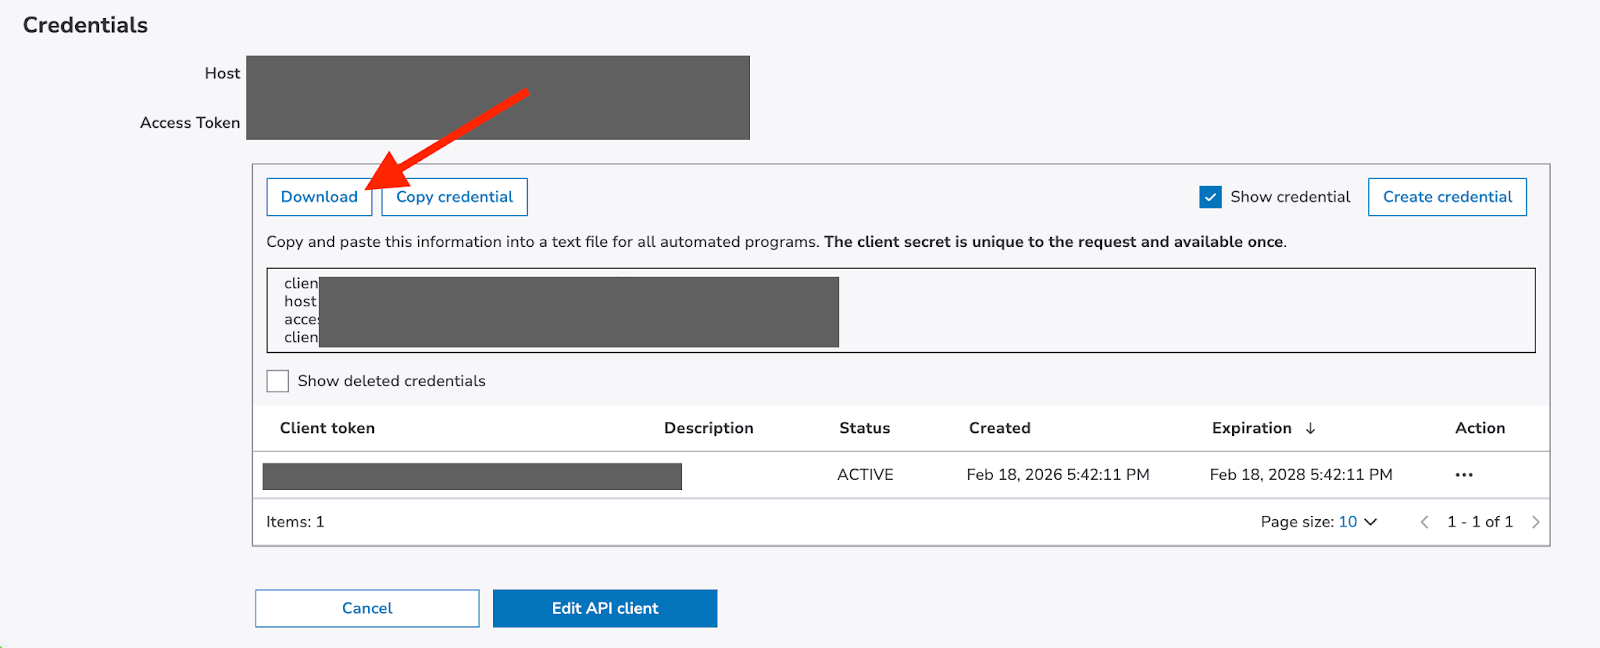 Credentials
Host
Access Token
Download
Copy credential
Show credential
Create credential
Copy and paste this information into a text file for all automated programs. The client secret is unique to the request and available once.
clien
host
acces
clien
Show deleted credentials
Client token Description Status Created Expiration ↓ Action
ACTIVE Feb 18, 2026 5:42:11 PM Feb 18, 2028 5:42:11 PM ...
Items: 1
Page size: 10
1 - 1 of 1
Cancel
Edit API client